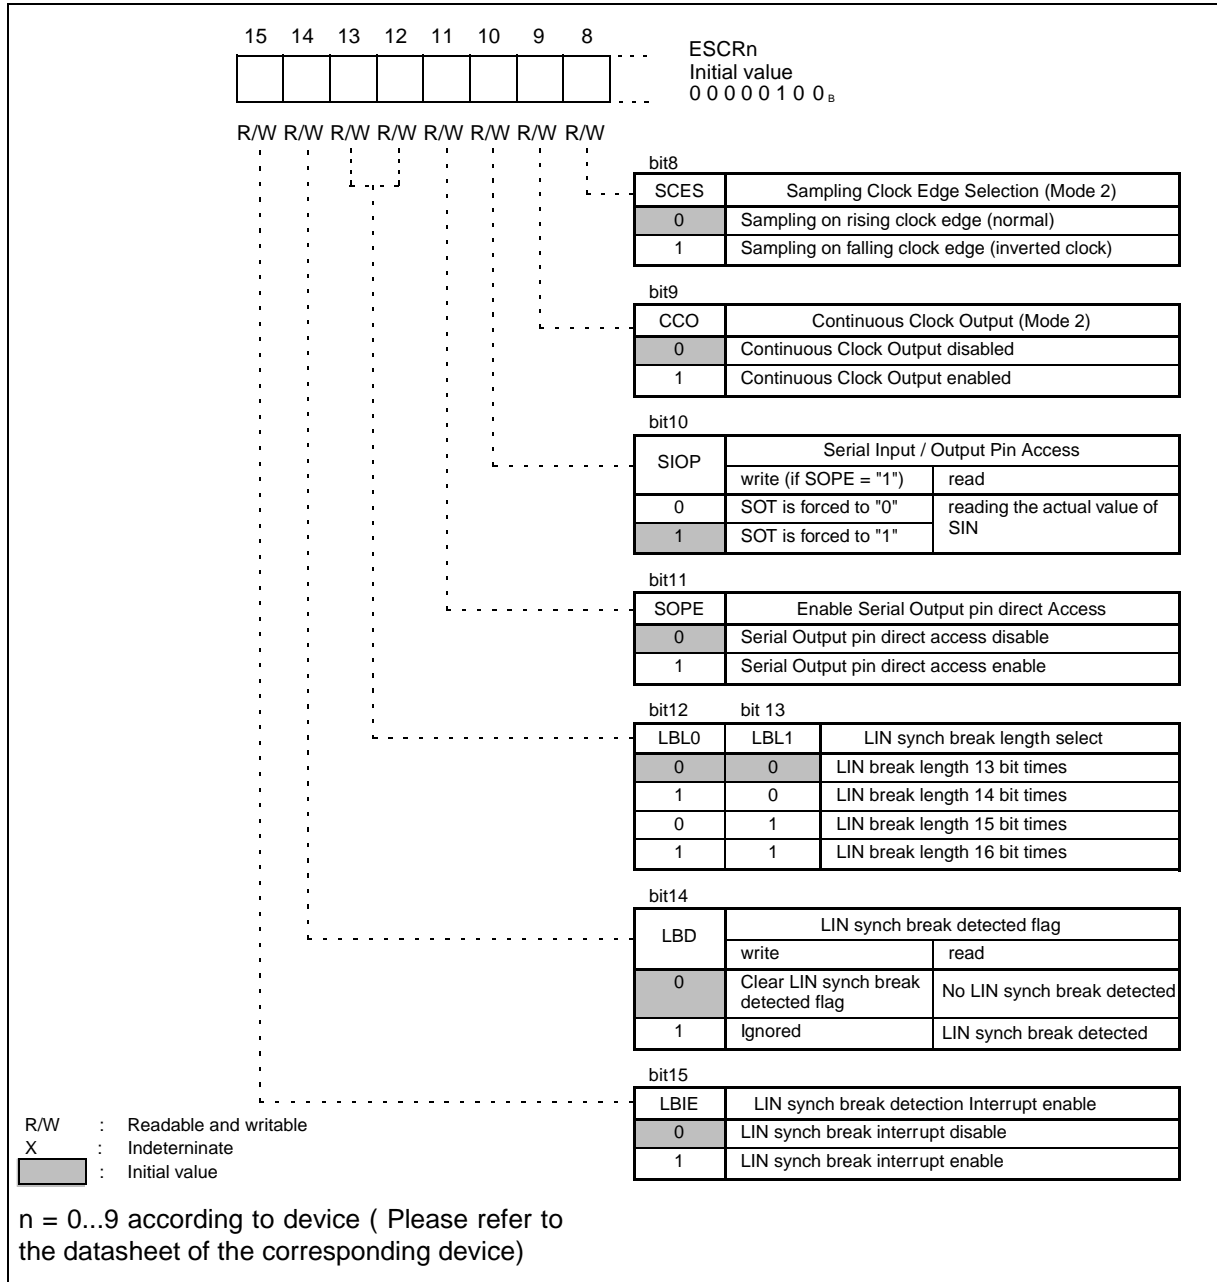 15 14 13 12 11 10 9 8
ESCRn
Initial value
0 0 0 0 0 1 0 0 B
R/W R/W R/W R/W R/W R/W R/W R/W
bit8
SCES Sampling Clock Edge Selection (Mode 2)
0 Sampling on rising clock edge (normal)
1 Sampling on falling clock edge (inverted clock)
bit9
CCO Continuous Clock Output (Mode 2)
0 Continuous Clock Output disabled
1 Continuous Clock Output enabled
bit10
SIOP Serial Input / Output Pin Access
write (if SOPE = "1") read
0 SOT is forced to "0" reading the actual value of
SIN
1 SOT is forced to "1"
bit11
SOPE Enable Serial Output pin direct Access
0 Serial Output pin direct access disable
1 Serial Output pin direct access enable
bit12 bit 13
LBL0 LBL1 LIN synch break length select
0 0 LIN break length 13 bit times
1 0 LIN break length 14 bit times
0 1 LIN break length 15 bit times
1 1 LIN break length 16 bit times
bit14
LBD LIN synch break detected flag
write read
0 Clear LIN synch break
detected flag No LIN synch break detected
1 Ignored LIN synch break detected
bit15
LBIE LIN synch break detection Interrupt enable
0 LIN synch break interrupt disable
1 LIN synch break interrupt enable
R/W : Readable and writable
X : Indeterninate
: Initial value
n = 0...9 according to device ( Please refer to
the datasheet of the corresponding device)